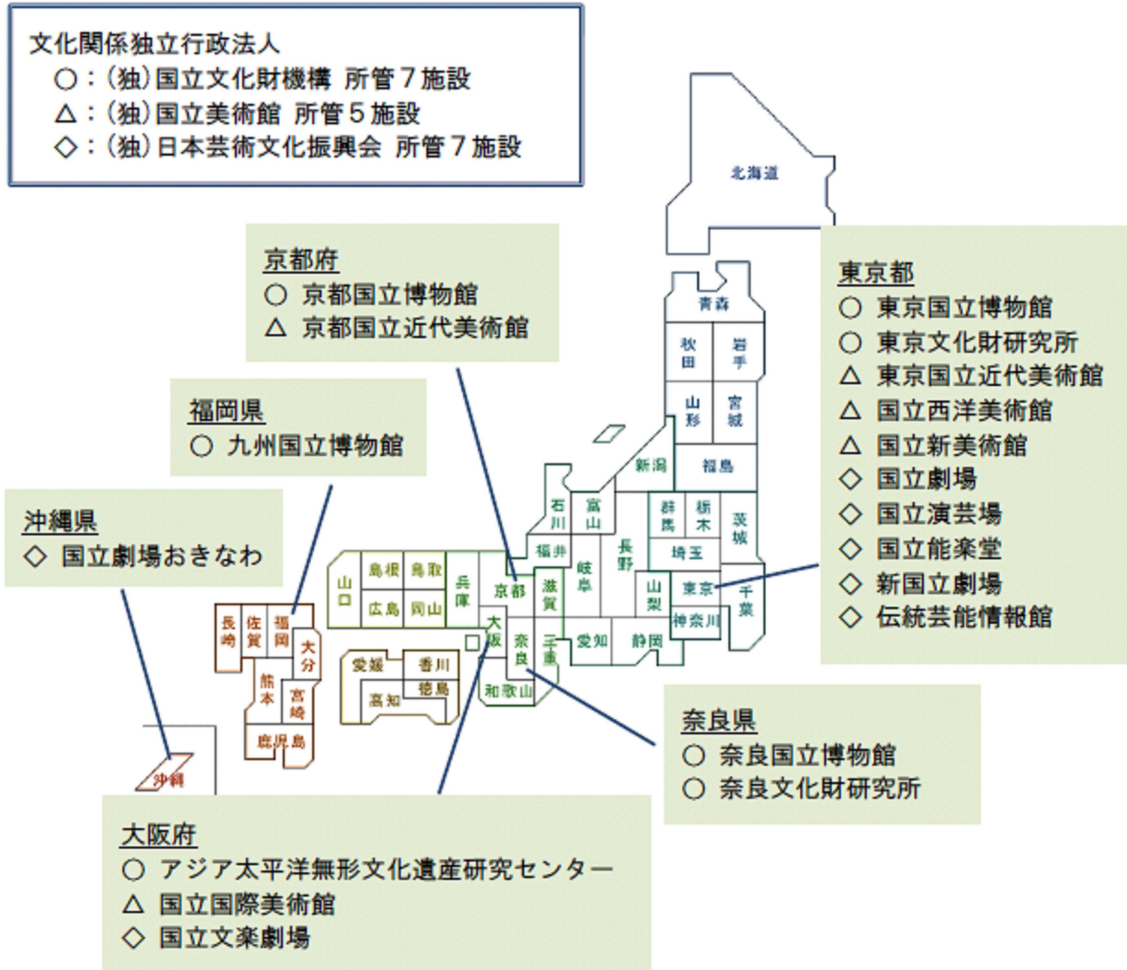 文化関係独立行政法人
○：(独)国立文化財機構 所管７施設
△：(独)国立美術館 所管５施設
◇：(独)日本芸術文化振興会 所管７施設
北海道
京都府
○ 京都国立博物館
△ 京都国立近代美術館
東京都
○ 東京国立博物館
○ 東京文化財研究所
△ 東京国立近代美術館
△ 国立西洋美術館
△ 国立新美術館
◇ 国立劇場
◇ 国立演芸場
◇ 国立能楽堂
◇ 新国立劇場
◇ 伝統芸能情報館
福岡県
○ 九州国立博物館
沖縄県
◇ 国立劇場おきなわ
青森
秋田
岩手
山形
宮城
新潟
福島
石川
富山
群馬
栃木
茨城
福井
長野
埼玉
岐阜
山梨
東京
千葉
神奈川
愛知
静岡
山口
島根
鳥取
広島
岡山
兵庫
京都
滋賀
大阪
奈良
三重
和歌山
愛媛
香川
高知
徳島
長崎
佐賀
福岡
大分
熊本
宮崎
鹿児島
沖縄
奈良県
○ 奈良国立博物館
○ 奈良文化財研究所
大阪府
○ アジア太平洋無形文化遺産研究センター
△ 国立国際美術館
◇ 国立文楽劇場